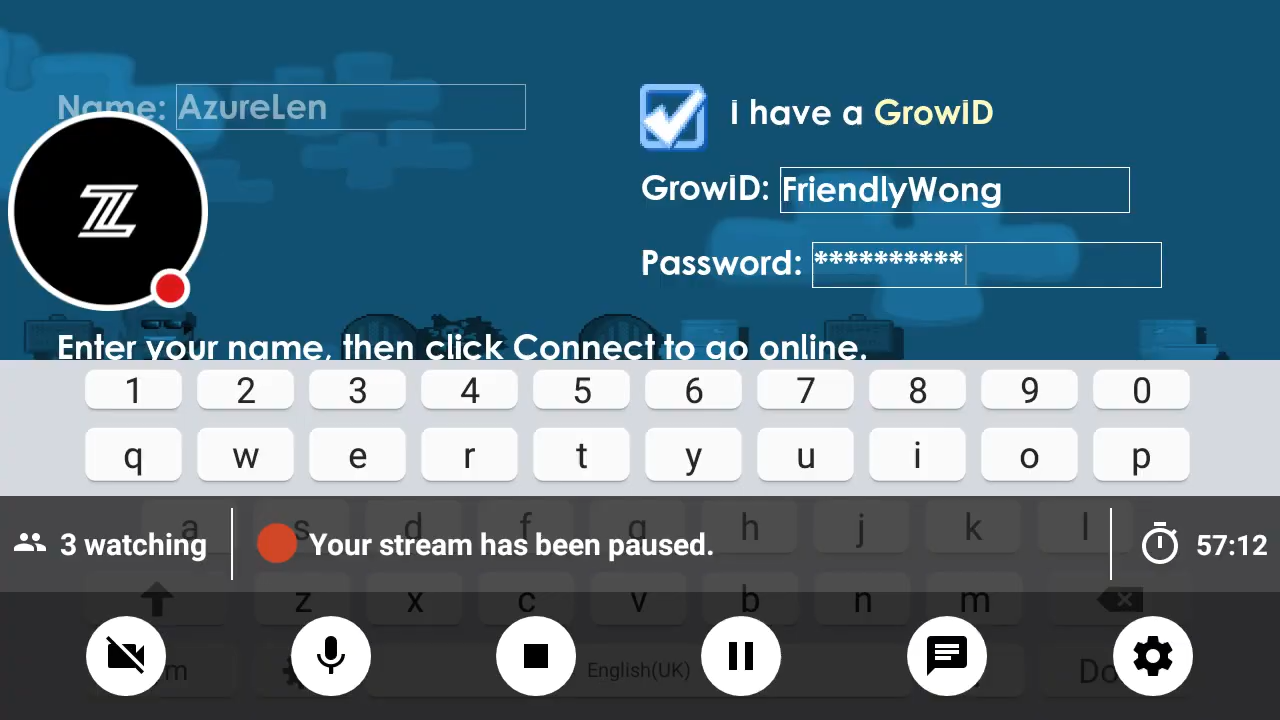 Name: AzureLen
I have a GrowID
GrowID: FriendlyWong
Password: **********
Enter your name, then click Connect to go online.
1 2 3 4 5 6 7 8 9 0
q w e r t y u i o p
a s d f g h j k l
3 watching
Your stream has been paused.
57:12
z x c v b n m
English(UK)
Do